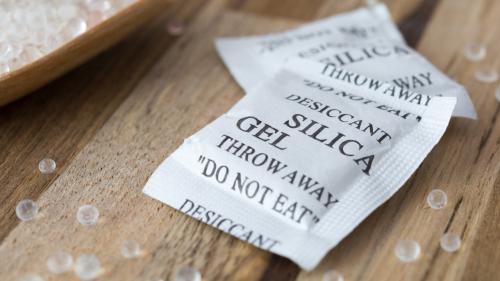 SILICA
THROW AWAY
"DO NOT EAT"
DESICCANT
SILICA
GEL
THROW AWAY
"DO NOT EAT"
DESICCANT